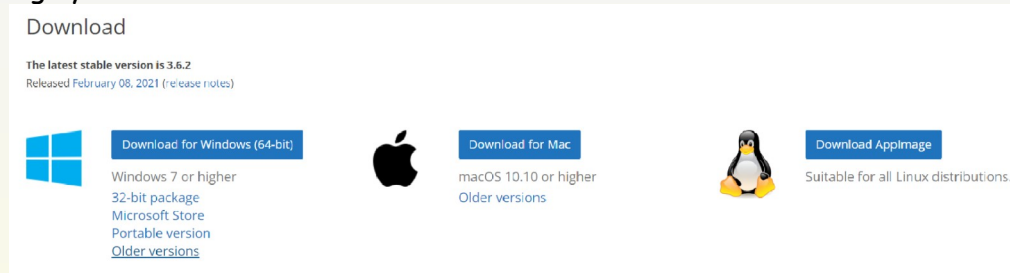 Download
The latest stable version is 3.6.2
Released February 08, 2021 (release notes)
Download for Windows (64-bit)
Windows 7 or higher
32-bit package
Microsoft Store
Portable version
Older versions
Download for Mac
macOS 10.10 or higher
Older versions
Download AppImage
Suitable for all Linux distributions.